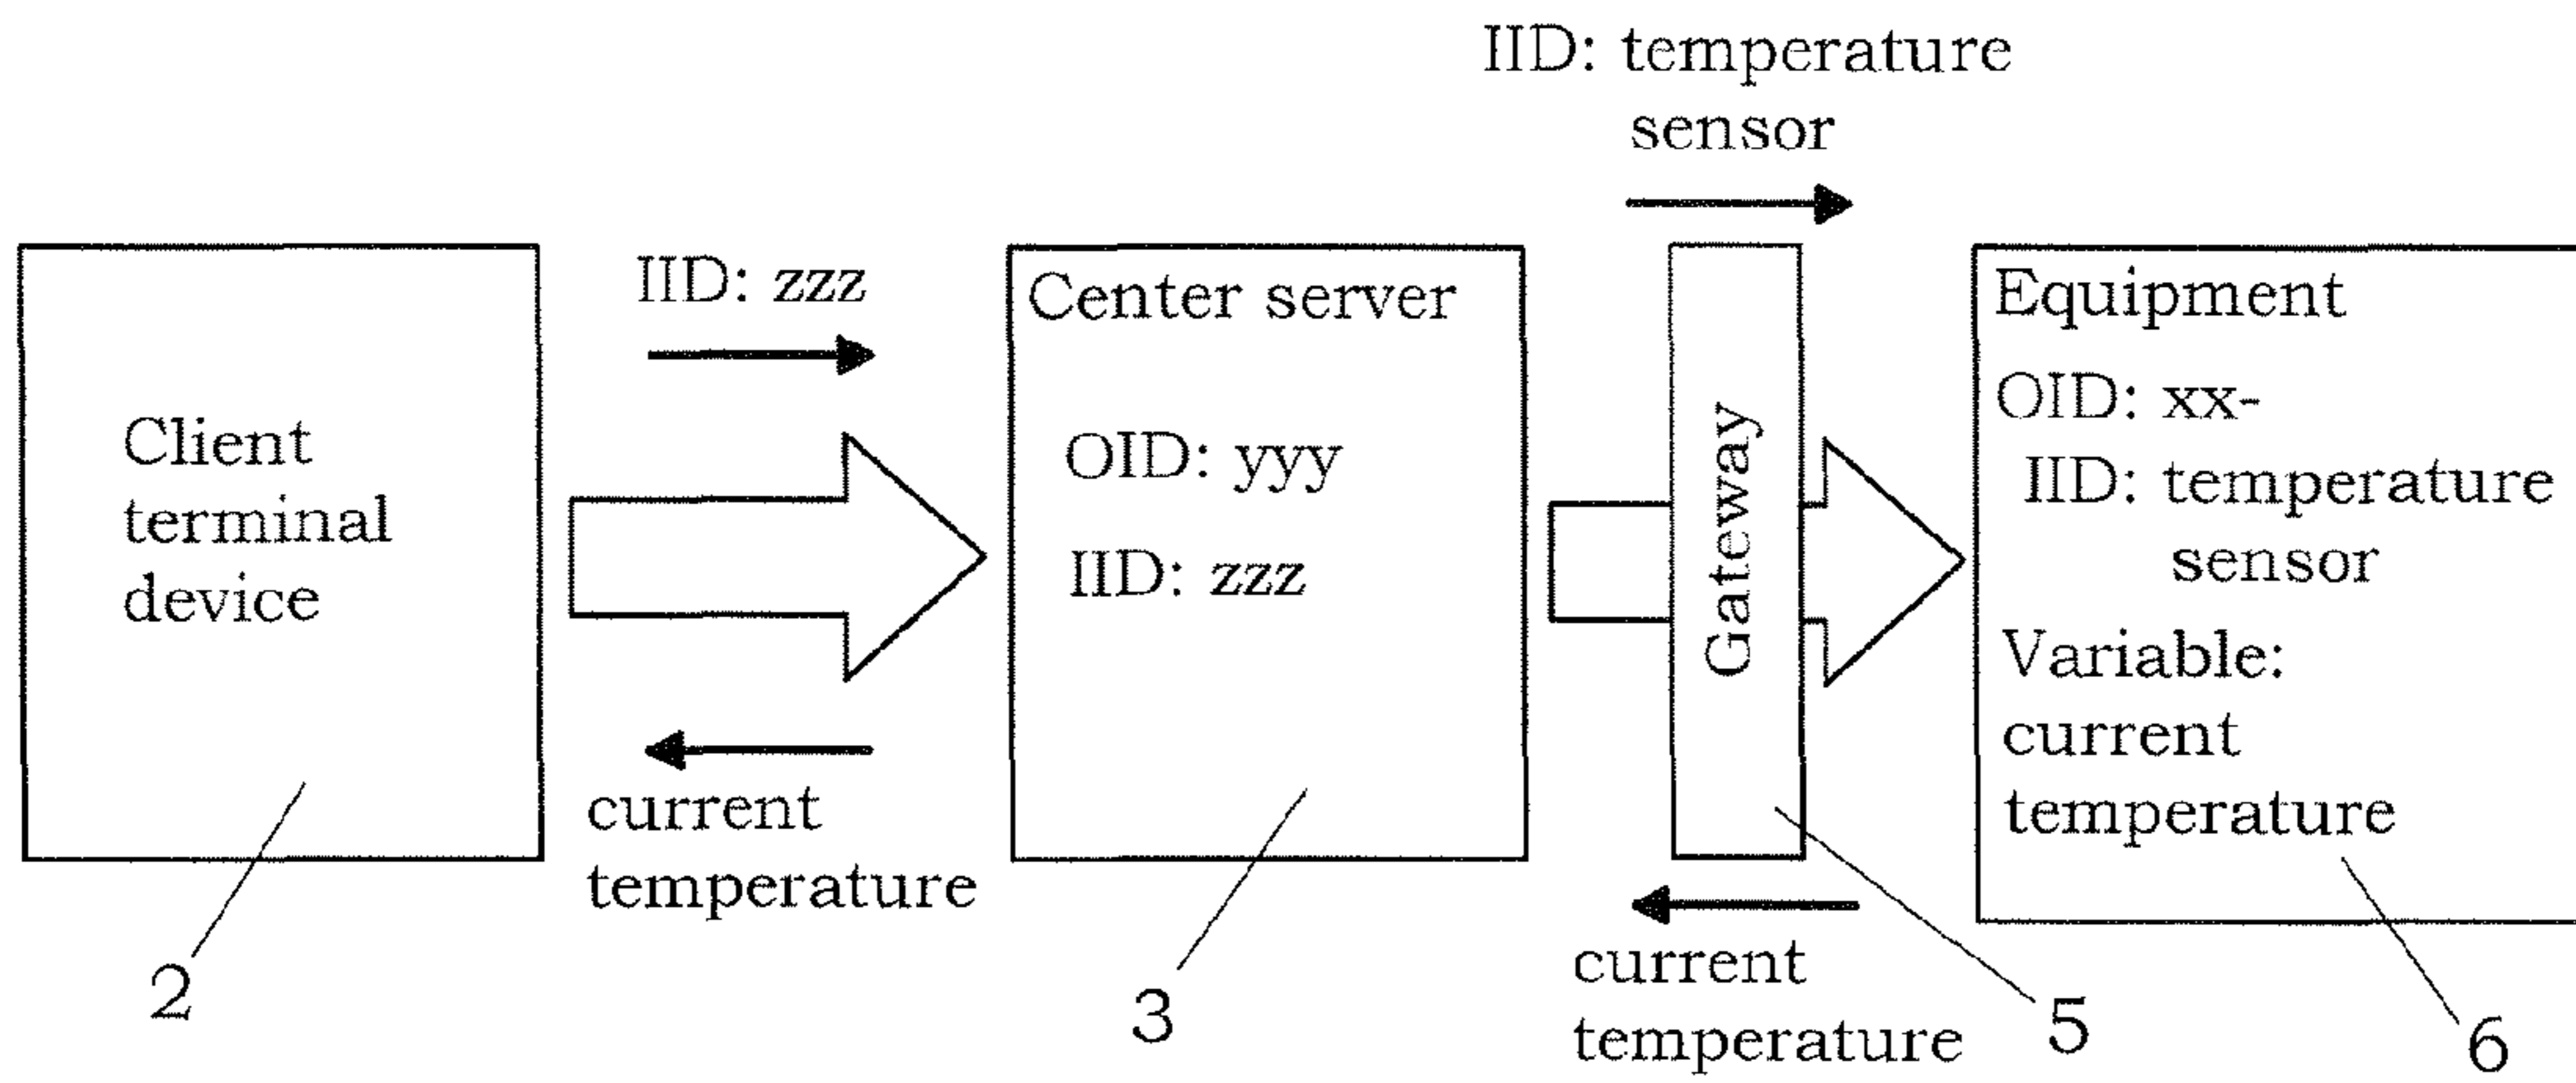 IID: temperature
sensor
IID: zzz
Client
terminal
device
Center server
OID: yyy
IID: zzz
Gateway
Equipment
OID: xx-
IID: temperature
sensor
Variable:
current
temperature
current
temperature
current
temperature
2
3
5
6